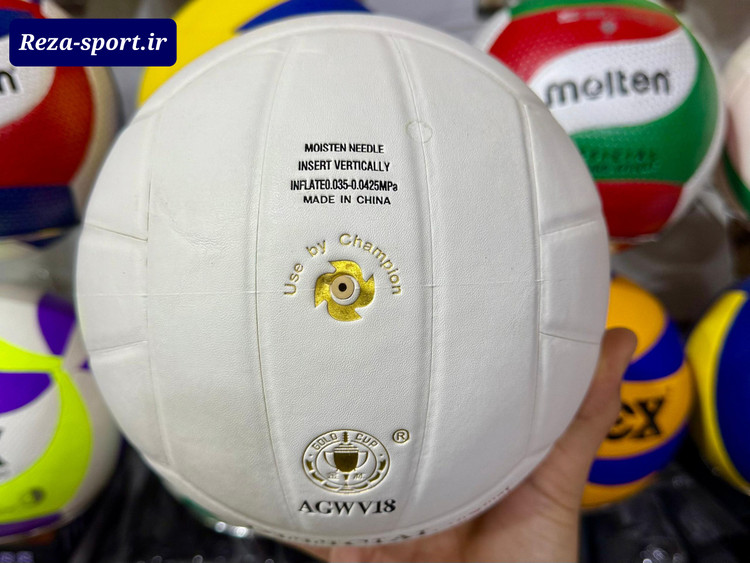 Reza-sport.ir
molten
MOISTEN NEEDLE
INSERT VERTICALLY
INFLATE0.035-0.0425MPa
MADE IN CHINA
Use by Champion
GOLD CUP
®
AGWV18